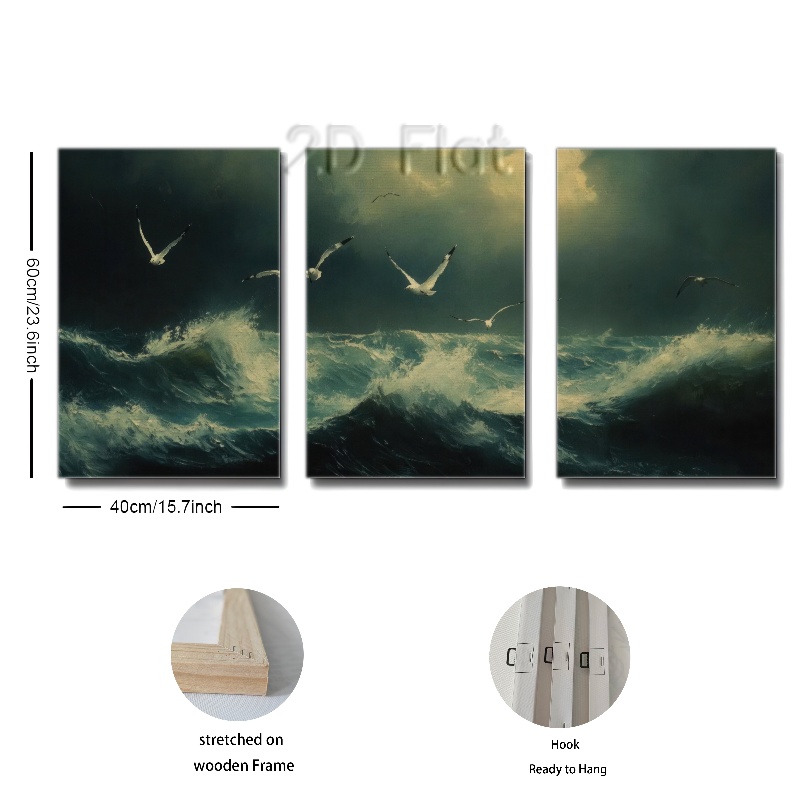 2D Flat
60cm/23.6inch
40cm/15.7inch
stretched on
wooden Frame
Hook
Ready to Hang